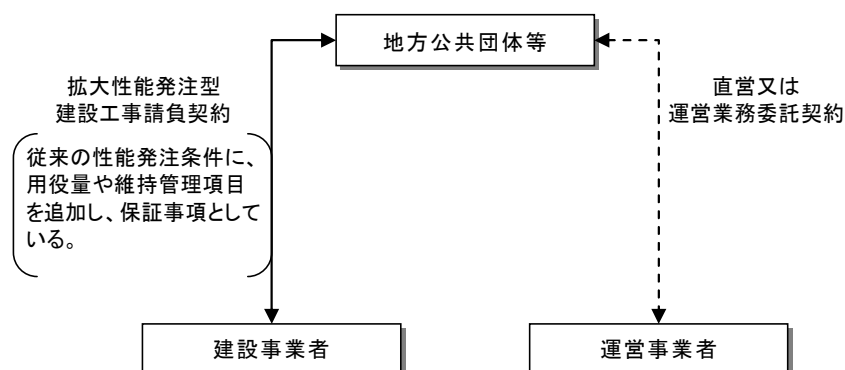 地方公共団体等
拡大性能発注型
建設工事請負契約
従来の性能発注条件に、
用役量や維持管理項目
を追加し、保証事項として
いる。
直営又は
運営業務委託契約
建設事業者
運営事業者